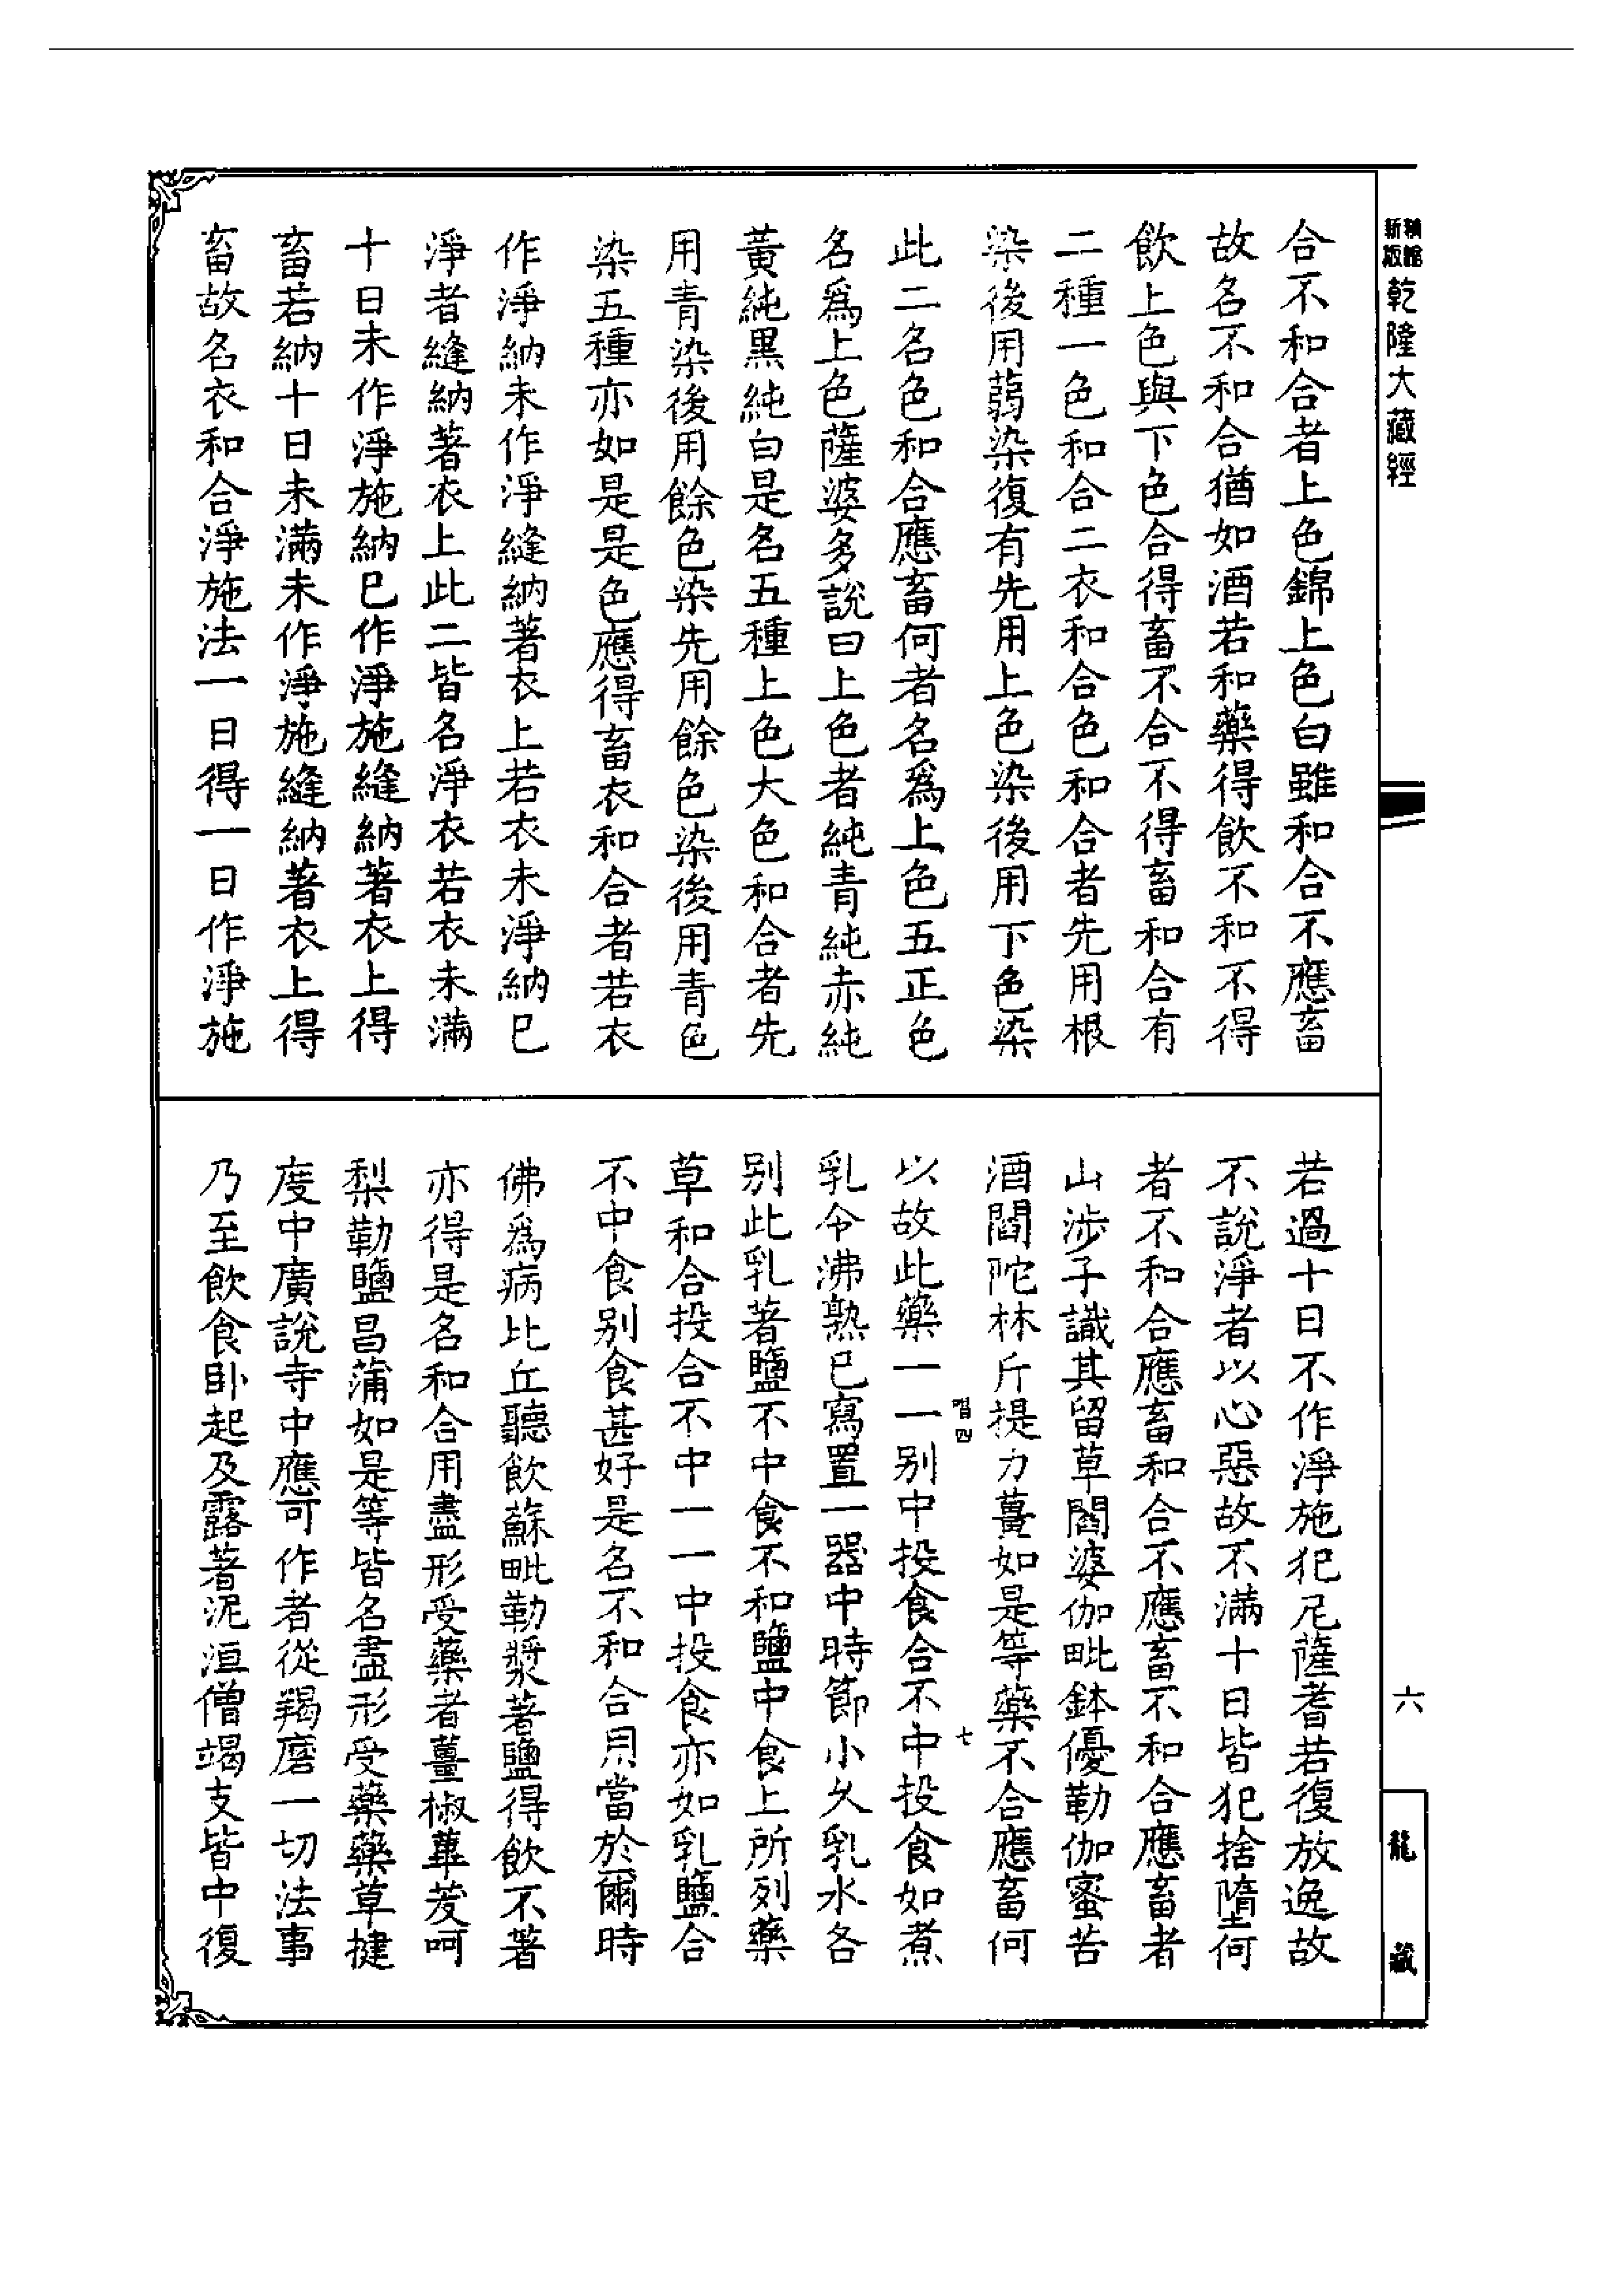 新編縮版乾隆大藏經
合不和合者上色錦上色白雖和合不應畜
故名不和合猶如酒若和藥得飲不和不得
飲上色與下色合得畜不合不得畜和合有
二種一色和合二衣和合色和合者先用根
染後用蒻染復有先用上色染後用下色染
此二名色和合應畜何者名爲上色五正色
名爲上色薩婆多說曰上色者純青純赤純
黃純黑純白是名五種上色大色和合者先
用青染後用餘色染先用餘色染後用青色
染五種亦如是是色應得畜衣和合者若衣
作淨納未作淨縫納著衣上若衣未淨納已
淨者縫納著衣上此二皆名淨衣若衣未滿
十日未作淨施納已作淨施縫納著衣上得
畜若納十日未滿未作淨施縫納著衣上得
畜故名衣和合淨施法一日得一日作淨施
若過十日不作淨施犯尼薩耆若復放逸故
不說淨者以心惡故不滿十日皆犯捨墮何
者不和合應畜和合不應畜不和合應畜者
山涉子識其留草閻婆伽毗鉢優勒伽蜜苦
酒閻陀林斤禔力薑如是等藥不合應畜何
以故此藥一一別中投食合不中投食如煮
乳令沸熟已寫置一器中時節小久乳水各
別此乳著鹽不中食不和鹽中食上所列藥
草和合投合不中一一中投食亦如乳鹽合
不中食別食甚好是名不和合用當於爾時
佛爲病比丘聽飲蘇毗勒漿著鹽得飲不著
亦得是名和合用盡形受藥者薑椒蓽茇呵
梨勒鹽昌蒲如是等皆名盡形受藥藥草揵
度中廣說寺中應可作者從羯磨一切法事
乃至飲食臥起及露著泥洹僧竭支皆中復
六
龍藏